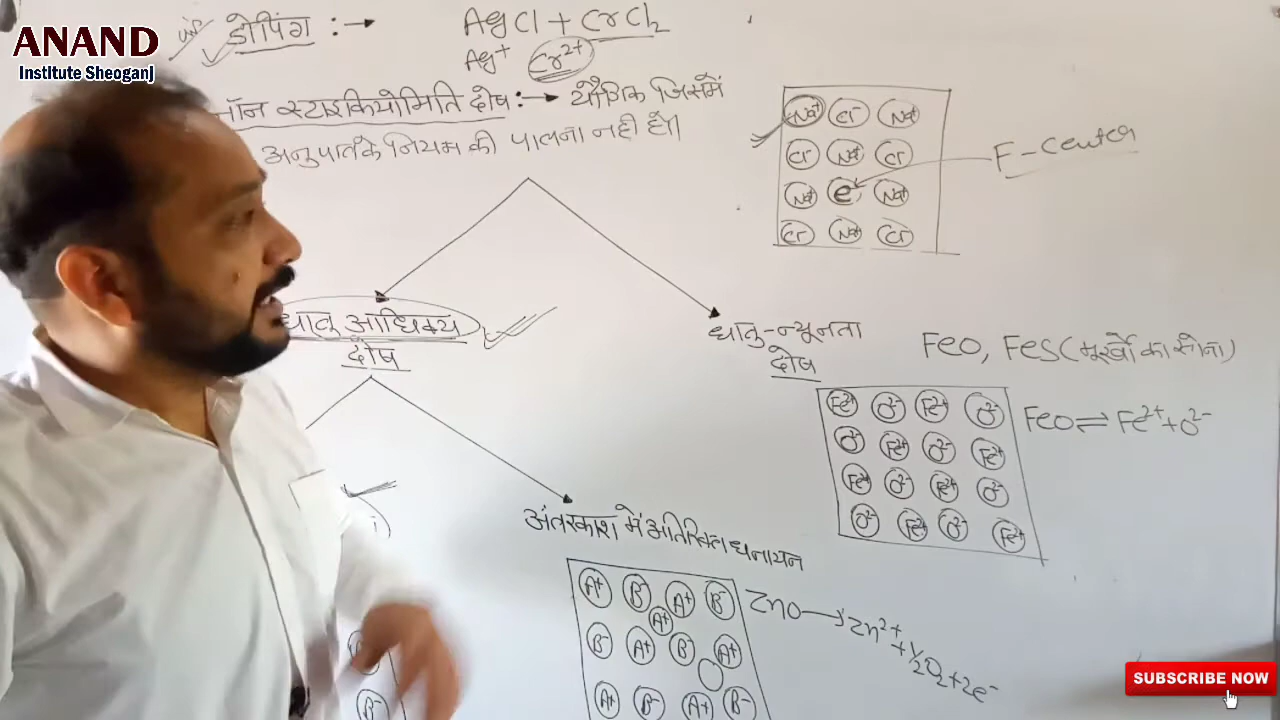 ANAND
Institute Sheoganj
डोपिंग :→ AgCl + CrCl₂
Ag⁺ Cr²⁺
नॉन स्टाइकियोमिति दोष :→ यौगिक जिसमें
अनुपात के नियम की पालना नही हो।
Na⁺ Cl⁻ Na⁺
Cl⁻ Na⁺ Cl⁻
Na⁺ e⁻ Na⁺
Cl⁻ Na⁺ Cl⁻
F-center
धातु आधिक्य
दोष
धातु-न्यूनता
दोष
FeO, FeS (मूर्खो का सोना)
Fe²⁺ O²⁻ Fe²⁺ O²⁻
O²⁻ Fe²⁺ O²⁻ Fe²⁺
Fe²⁺ O²⁻ Fe²⁺ O²⁻
O²⁻ Fe²⁺ O²⁻ Fe²⁺
FeO ⇌ Fe²⁺ + O²⁻
अंतरकाश में अतिरिक्त धनायन
A⁺ B⁻ A⁺ B⁻
A⁺
B⁻ A⁺ B⁻ A⁺
A⁺ B⁻ A⁺ B⁻
ZnO → Zn²⁺ + ½O₂ + 2e⁻
B⁻
SUBSCRIBE NOW